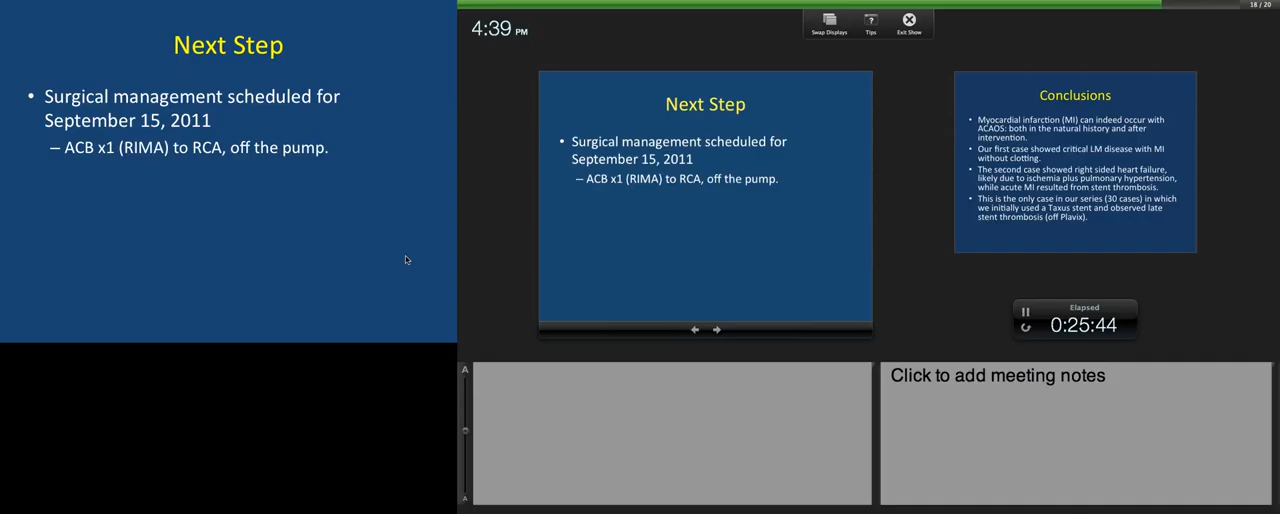 Next Step
• Surgical management scheduled for
September 15, 2011
– ACB x1 (RIMA) to RCA, off the pump.
18 / 20
4:39 PM
Swap Displays
?
Tips
Exit Show
Next Step
• Surgical management scheduled for
September 15, 2011
– ACB x1 (RIMA) to RCA, off the pump.
Conclusions
• Myocardial infarction (MI) can indeed occur with
ACAOS: both in the natural history and after
intervention.
• Our first case showed critical LM disease with MI
without clotting.
• The second case showed right sided heart failure,
likely due to ischemia plus pulmonary hypertension,
while acute MI resulted from stent thrombosis.
• This is the only case in our series (30 cases) in which
we initially used a Taxus stent and observed late
stent thrombosis (off Plavix).
Elapsed
0:25:44
A
A
Click to add meeting notes